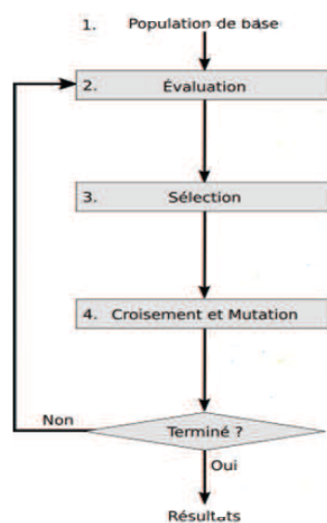 1. Population de base
2. Évaluation
3. Sélection
4. Croisement et Mutation
Non
Terminé ?
Oui
Résultats